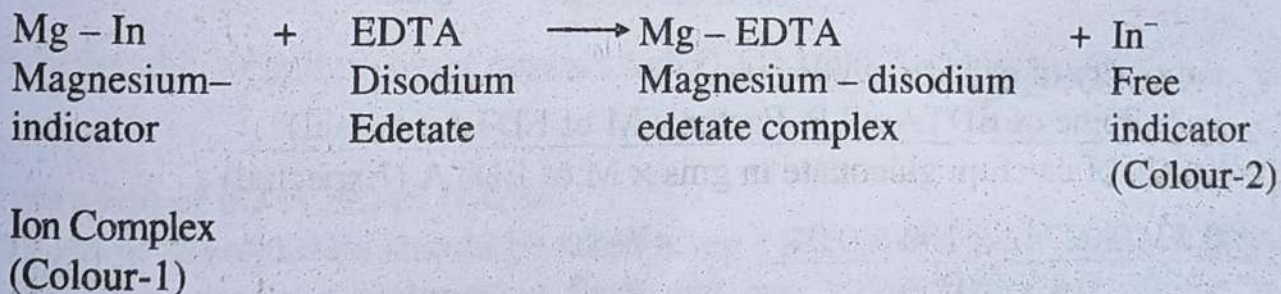 Mg – In + EDTA ⟶ Mg – EDTA + In⁻
Magnesium– Disodium Magnesium – disodium Free
indicator Edetate edetate complex indicator
(Colour-2)
Ion Complex
(Colour-1)